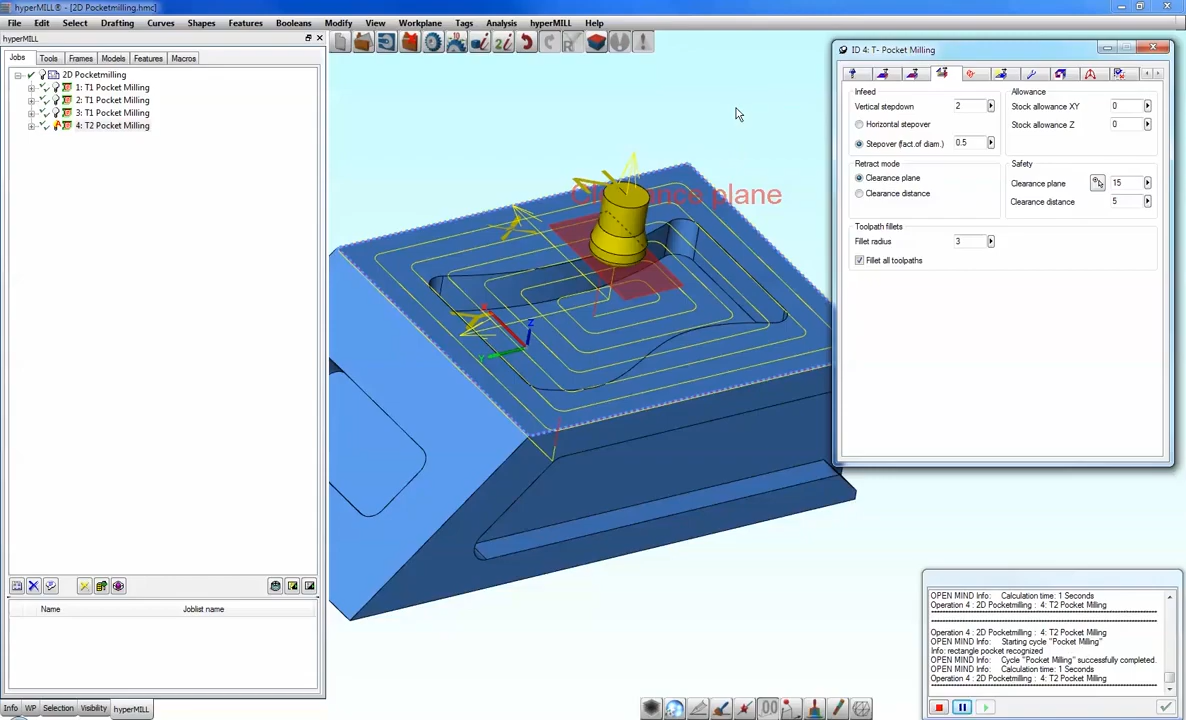 hyperMILL® - [2D Pocketmilling.hmc]
File Edit Select Drafting Curves Shapes Features Booleans Modify View Workplane Tags Analysis hyperMILL Help
hyperMILL
Jobs Tools Frames Models Features Macros
2D Pocketmilling
1: T1 Pocket Milling
2: T1 Pocket Milling
3: T1 Pocket Milling
4: T2 Pocket Milling
Name Joblist name
Info WP Selection Visibility hyperMILL
Clearance plane
Z
Y
ID 4: T- Pocket Milling
Infeed
Vertical stepdown 2
Horizontal stepover
Stepover (fact.of diam.) 0.5
Allowance
Stock allowance XY 0
Stock allowance Z 0
Retract mode
Clearance plane
Clearance distance
Safety
Clearance plane 15
Clearance distance 5
Toolpath fillets
Fillet radius 3
Fillet all toolpaths
OPEN MIND Info: Calculation time: 1 Seconds
Operation 4 : 2D Pocketmilling : 4: T2 Pocket Milling
Operation 4 : 2D Pocketmilling : 4: T2 Pocket Milling
OPEN MIND Info: Starting cycle "Pocket Milling"
Info: rectangle pocket recognized
OPEN MIND Info: Cycle "Pocket Milling" successfully completed.
OPEN MIND Info: Calculation time: 1 Seconds
Operation 4 : 2D Pocketmilling : 4: T2 Pocket Milling